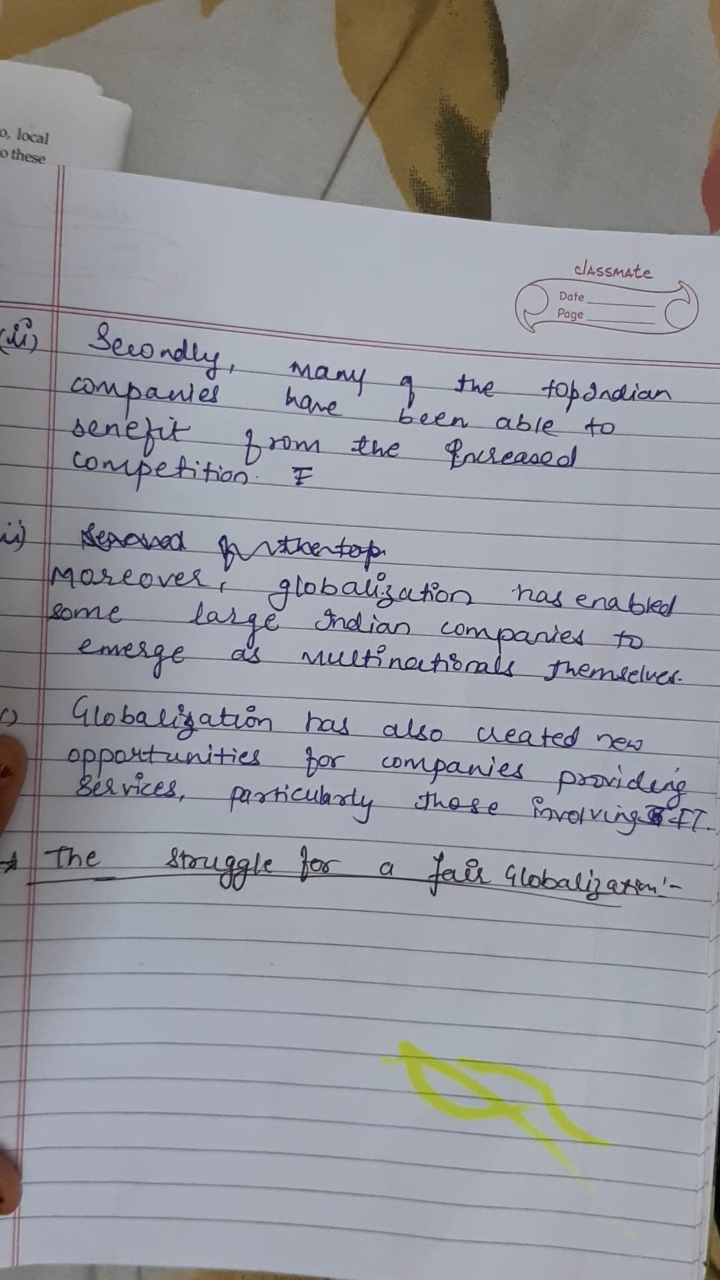 o, local
o these
classmate
Date
Page
(ii) Secondly, many of the top Indian
companies have been able to
benefit from the increased
competition.
ii)
Moreover, globalization has enabled
some large Indian companies to
emerge as multinationals themselves.
Globalization has also created new
opportunities for companies providing
services, particularly those involving IT.
The struggle for a fair Globalization:-